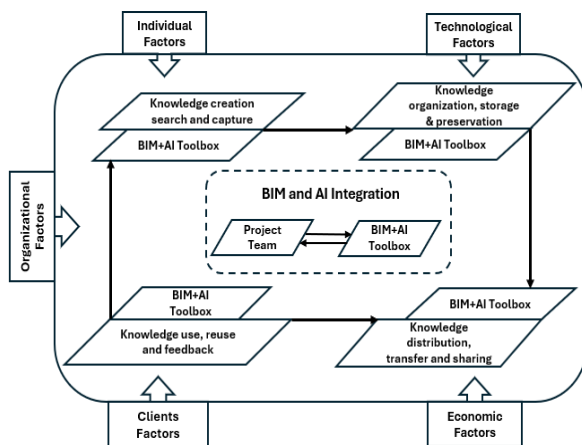 Individual
Factors
Technological
Factors
Knowledge creation
search and capture
BIM+AI Toolbox
Knowledge
organization, storage
& preservation
BIM+AI Toolbox
Organizational
Factors
BIM and AI Integration
Project
Team
BIM+AI
Toolbox
BIM+AI
Toolbox
Knowledge use, reuse
and feedback
BIM+AI Toolbox
Knowledge
distribution,
transfer and sharing
Clients
Factors
Economic
Factors